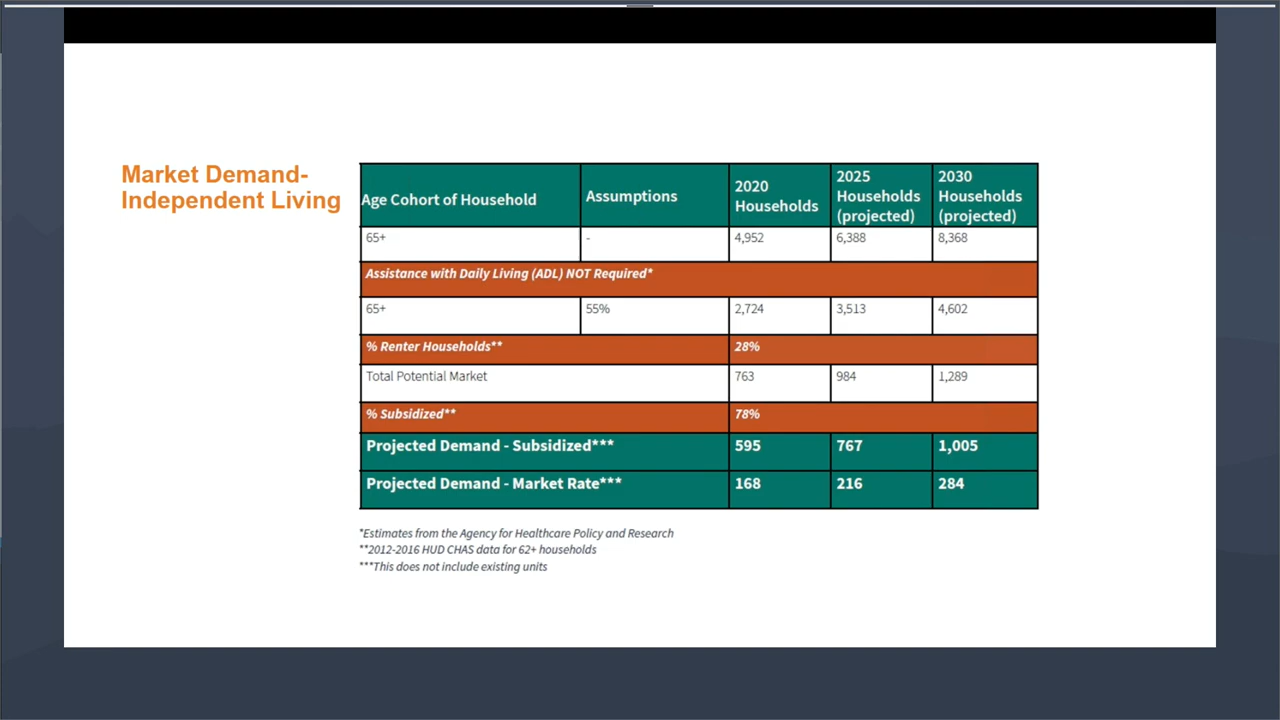 Market Demand-
Independent Living
Age Cohort of Household Assumptions 2020 Households 2025 Households (projected) 2030 Households (projected)
65+ - 4,952 6,388 8,368
Assistance with Daily Living (ADL) NOT Required*
65+ 55% 2,724 3,513 4,602
% Renter Households** 28%
Total Potential Market 763 984 1,289
% Subsidized** 78%
Projected Demand - Subsidized*** 595 767 1,005
Projected Demand - Market Rate*** 168 216 284
*Estimates from the Agency for Healthcare Policy and Research
**2012-2016 HUD CHAS data for 62+ households
***This does not include existing units